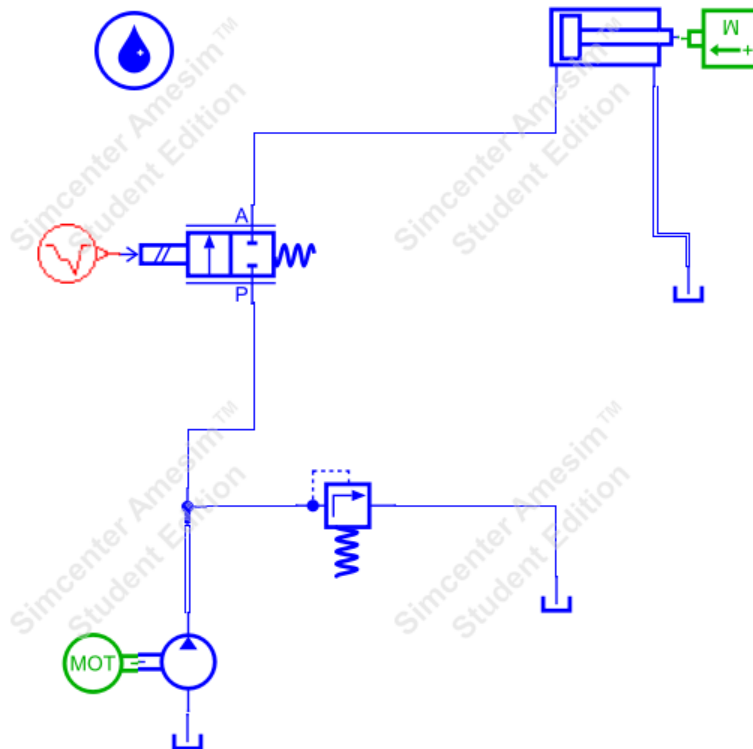 M
+
Simcenter Amesim™
Student Edition
Simcenter Amesim™
Student Edition
A
P
Simcenter Amesim™
Student Edition
Simcenter Amesim™
Student Edition
MOT